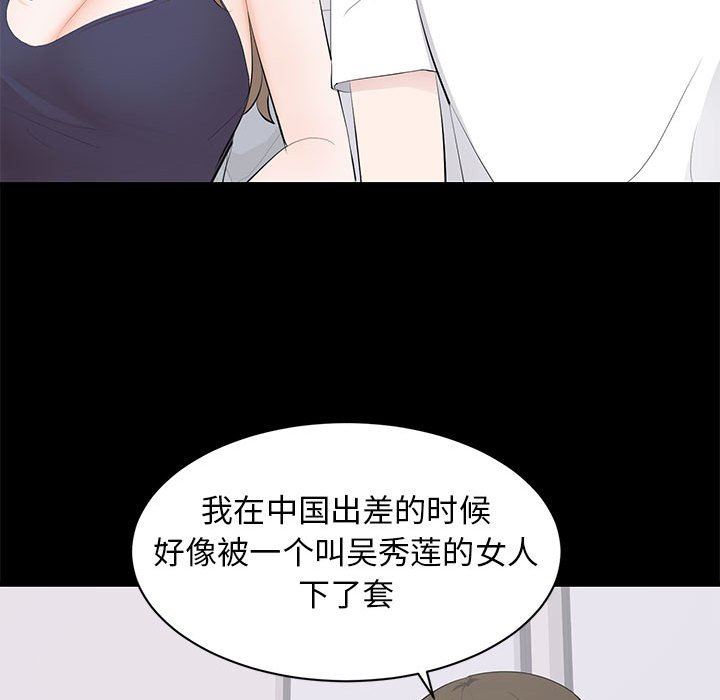 我在中国出差的时候
好像被一个叫吴秀莲的女人
下了套